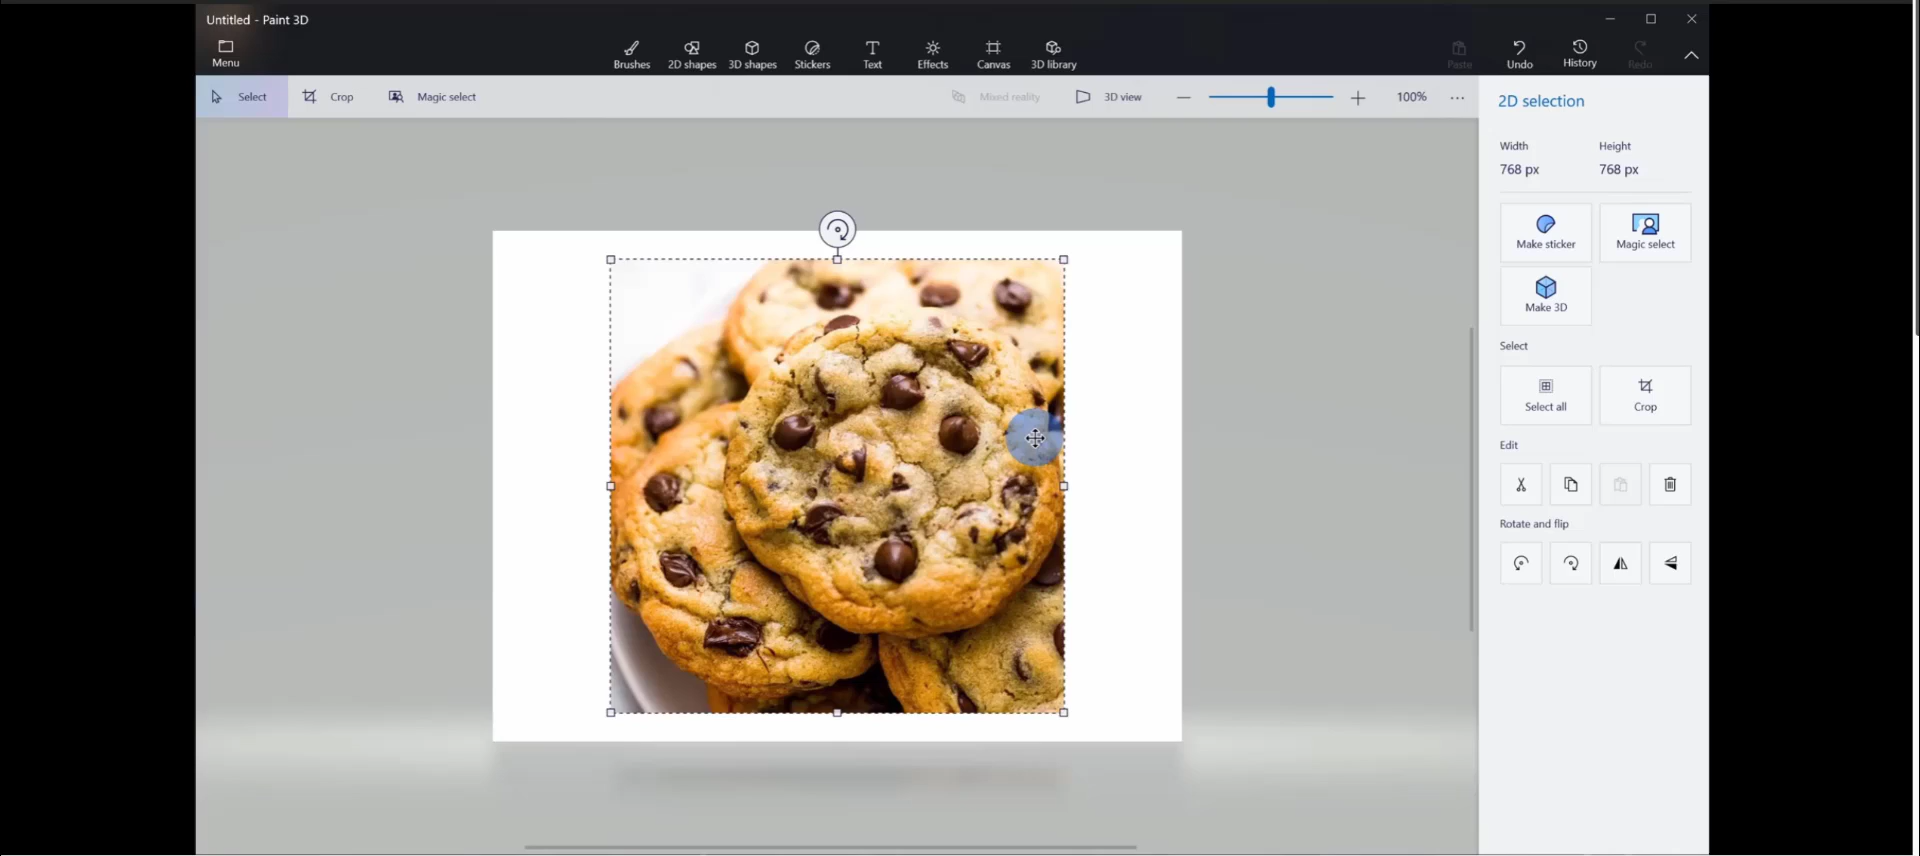 Untitled - Paint 3D
Menu
Brushes
2D shapes
3D shapes
Stickers
Text
Effects
Canvas
3D library
Paste
Undo
History
Redo
Select
Crop
Magic select
Mixed reality
3D view
100%
2D selection
Width
Height
768 px
768 px
Make sticker
Magic select
Make 3D
Select
Select all
Crop
Edit
Rotate and flip